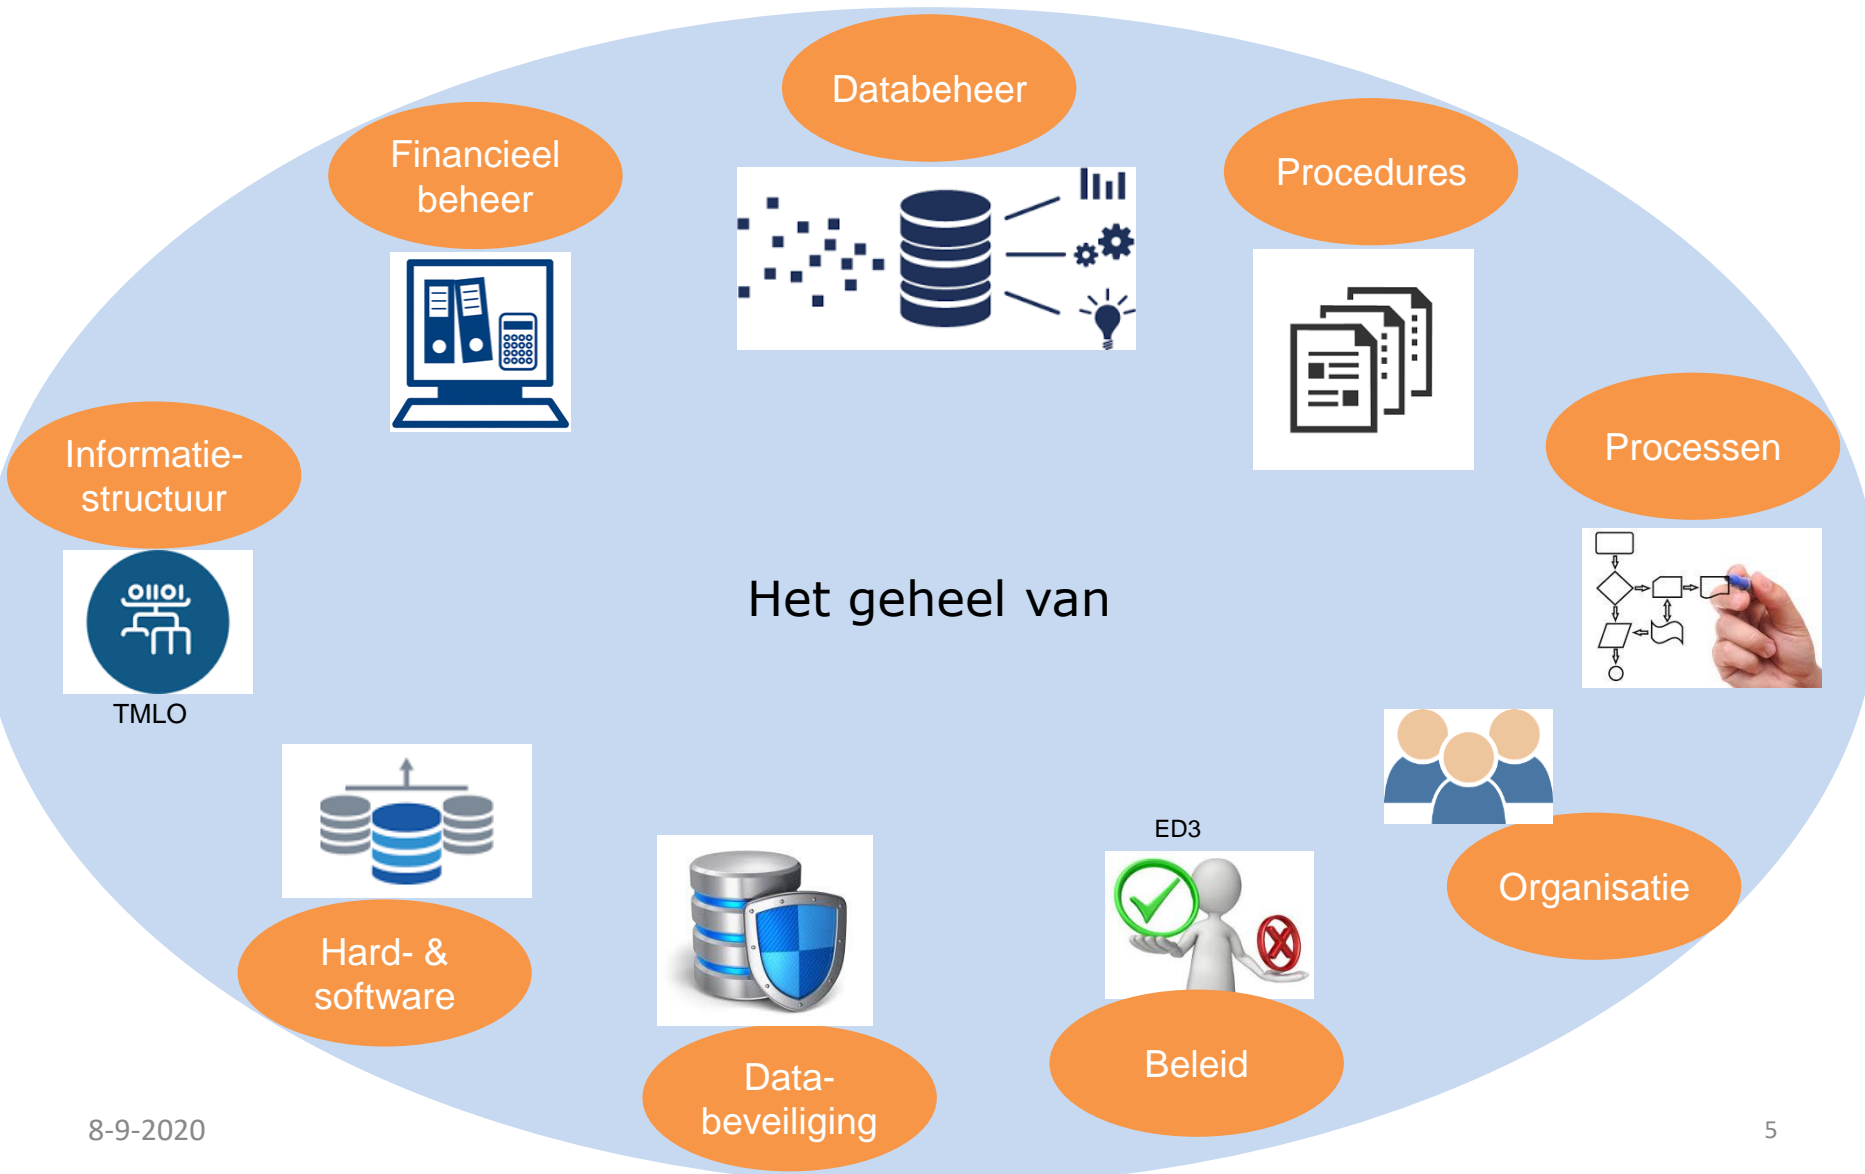 Databeheer
Financieel
beheer
Procedures
Informatie-
structuur
Processen
01101
Het geheel van
TMLO
ED3
Organisatie
Hard- &
software
Data-
beveiliging
Beleid
8-9-2020
5